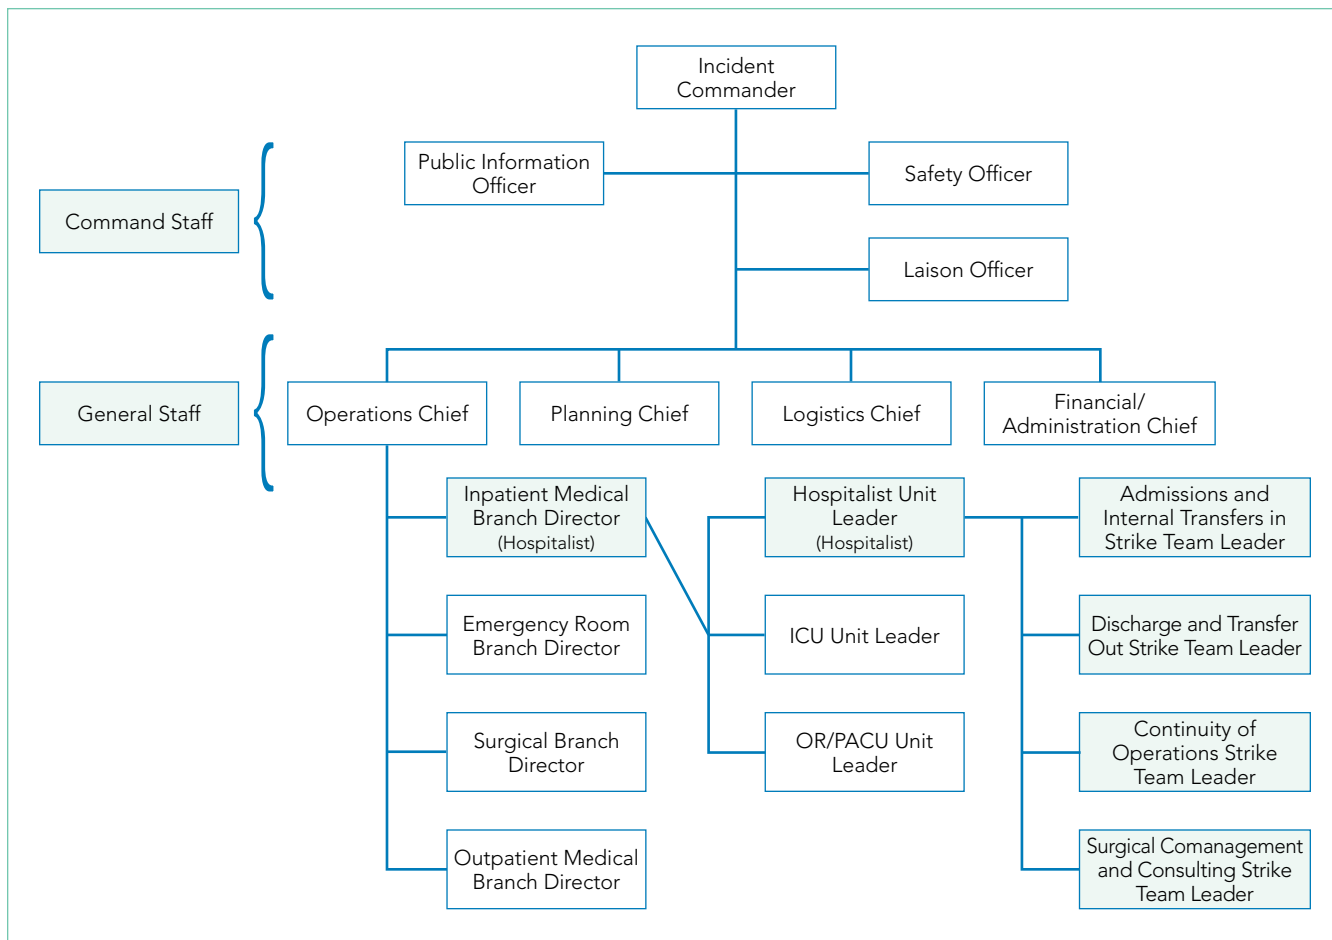 Incident
Commander
Public Information
Officer
Safety Officer
Command Staff
Laison Officer
General Staff
Operations Chief
Planning Chief
Logistics Chief
Financial/
Administration Chief
Inpatient Medical
Branch Director
(Hospitalist)
Hospitalist Unit
Leader
(Hospitalist)
Admissions and
Internal Transfers in
Strike Team Leader
Emergency Room
Branch Director
ICU Unit Leader
Discharge and Transfer
Out Strike Team Leader
Surgical Branch
Director
OR/PACU Unit
Leader
Continuity of
Operations Strike
Team Leader
Outpatient Medical
Branch Director
Surgical Comanagement
and Consulting Strike
Team Leader